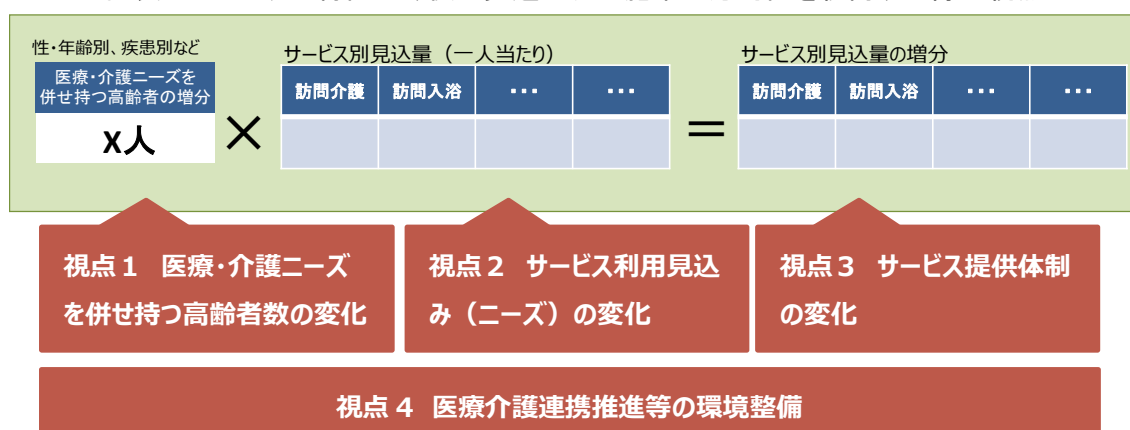 性・年齢別、疾患別など
医療・介護ニーズを
併せ持つ高齢者の増分
X人
×
サービス別見込量（一人当たり）
訪問介護 訪問入浴 ・・・ ・・・
＝
サービス別見込量の増分
訪問介護 訪問入浴 ・・・ ・・・
視点１ 医療・介護ニーズ
を併せ持つ高齢者数の変化
視点２ サービス利用見込
み（ニーズ）の変化
視点３ サービス提供体制
の変化
視点４ 医療介護連携推進等の環境整備